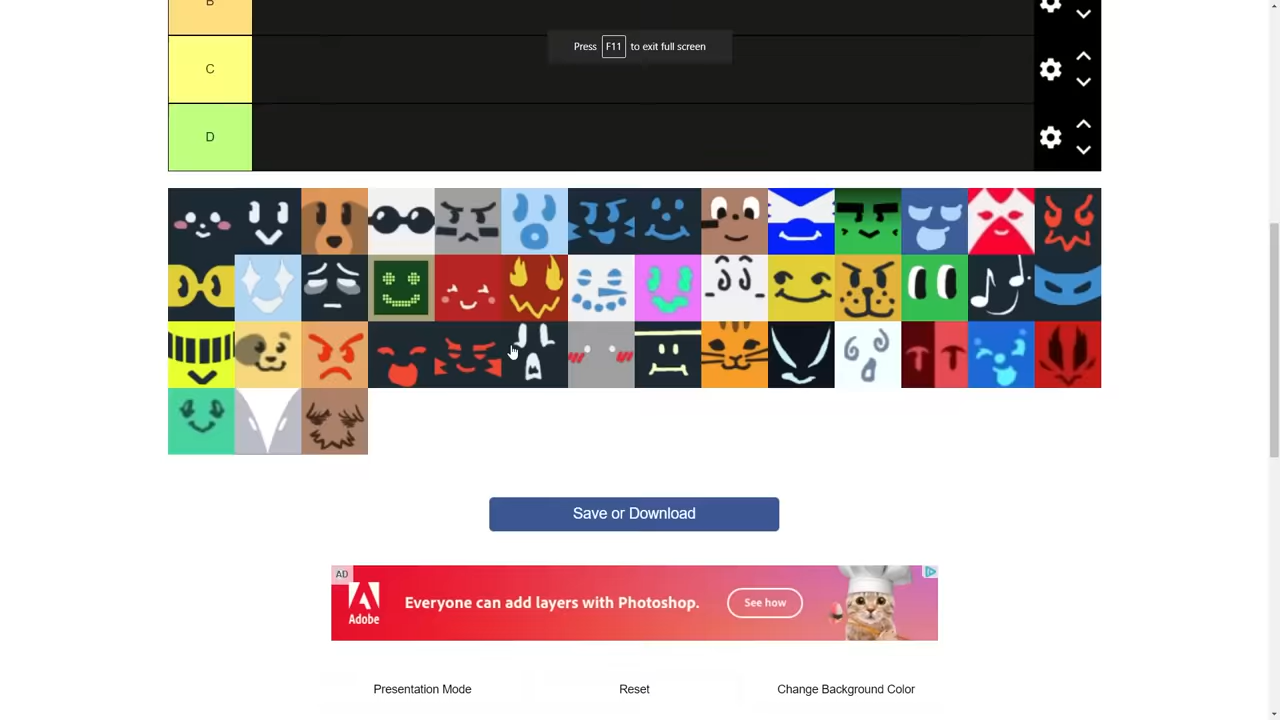 B
Press F11 to exit full screen
C
D
Save or Download
AD
Adobe
Everyone can add layers with Photoshop.
See how
Presentation Mode
Reset
Change Background Color